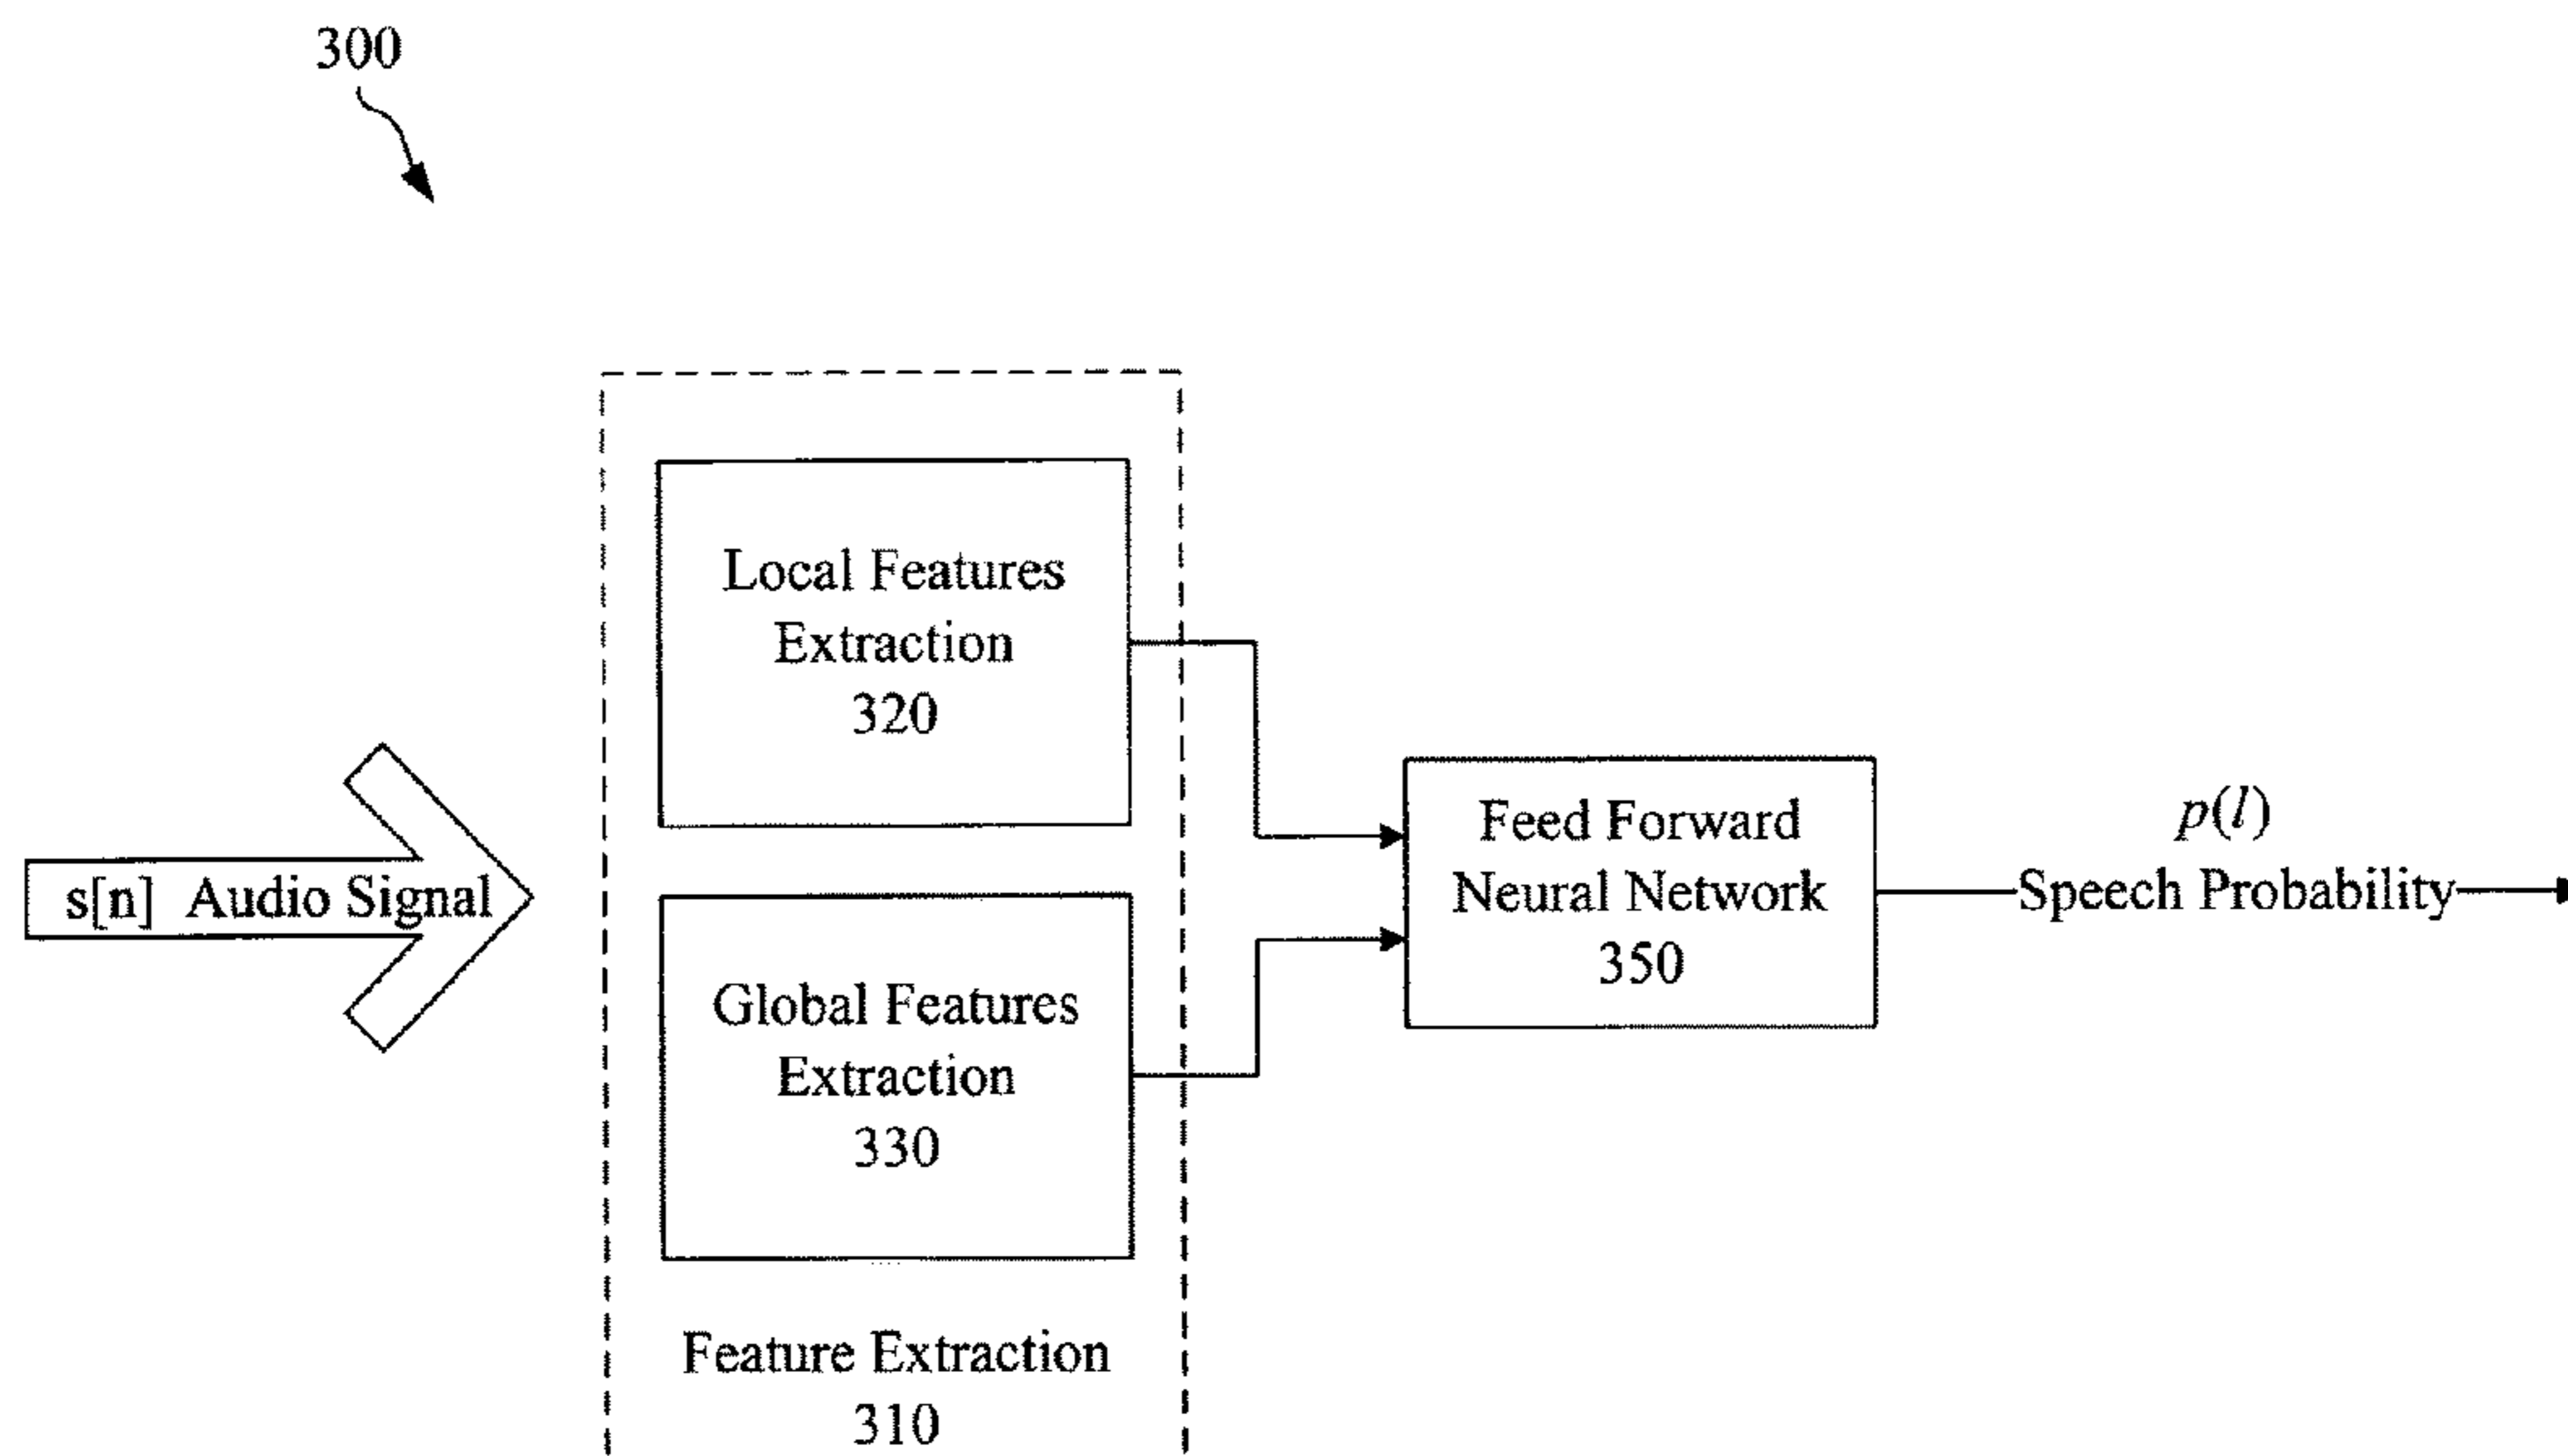 300
Local Features
Extraction
320
s[n] Audio Signal
Global Features
Extraction
330
Feature Extraction
310
Feed Forward
Neural Network
350
p(l)
Speech Probability